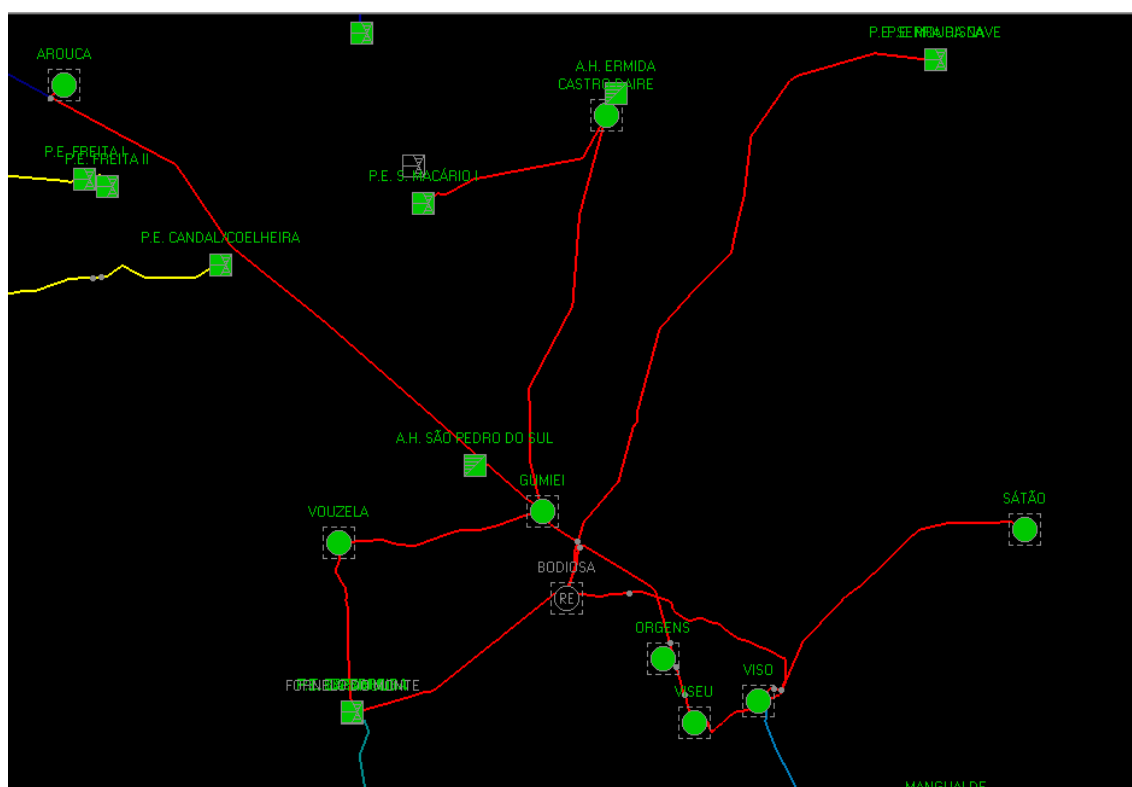 AROUCA
A.H. ERMIDA
CASTRO DAIRE
P.E. FREITA I
P.E. FREITA II
P.E. S. MACÁRIO I
P.E. CANDAL/COELHEIRA
A.H. SÃO PEDRO DO SUL
GUMIEI
VOUZELA
SÁTÃO
BODIOSA
RE
ORGENS
VISO
VISEU
MANGUALDE